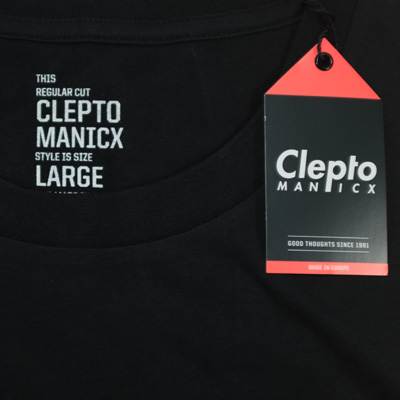 THIS
REGULAR CUT
CLEPTO
MANICX
STYLE IS SIZE
LARGE
Clepto
MANICX
GOOD THOUGHTS SINCE 1991
MADE IN EUROPE